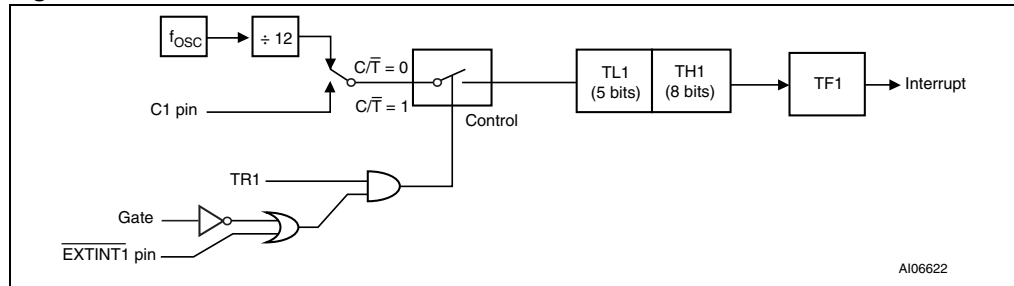 fOSC
÷ 12
C/T̅ = 0
C1 pin
C/T̅ = 1
Control
TL1
(5 bits)
TH1
(8 bits)
TF1
Interrupt
TR1
Gate
E̅X̅T̅I̅N̅T̅1̅ pin
AI06622